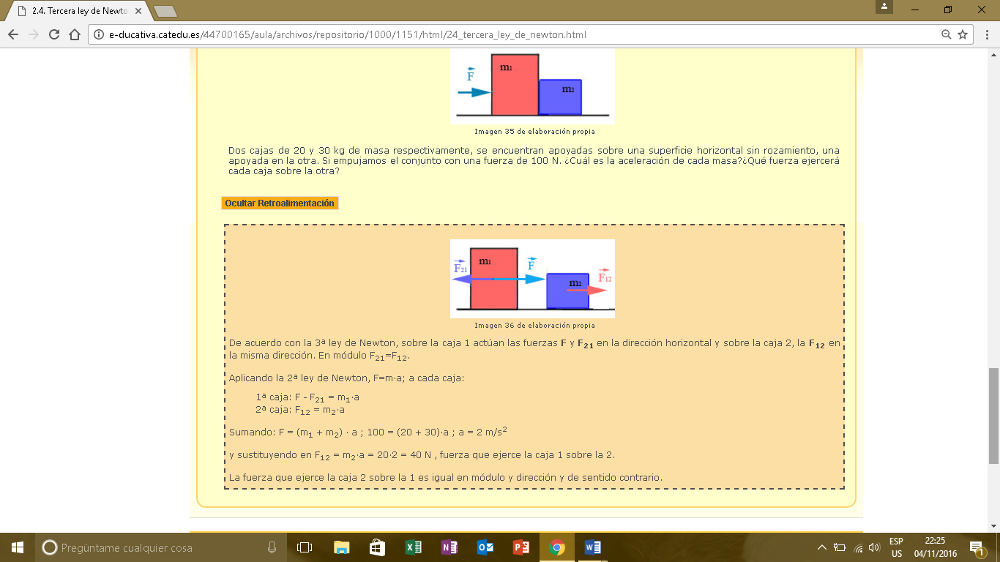 2.4. Tercera ley de Newto
e-ducativa.catedu.es/44700165/aula/archivos/repositorio/1000/1151/html/24_tercera_ley_de_newton.html
F
m1
m2
Imagen 35 de elaboración propia
Dos cajas de 20 y 30 kg de masa respectivamente, se encuentran apoyadas sobre una superficie horizontal sin rozamiento, una
apoyada en la otra. Si empujamos el conjunto con una fuerza de 100 N. ¿Cuál es la aceleración de cada masa?¿Qué fuerza ejercerá
cada caja sobre la otra?
Ocultar Retroalimentación
F21
m1
F
m2
F12
Imagen 36 de elaboración propia
De acuerdo con la 3ª ley de Newton, sobre la caja 1 actúan las fuerzas F y F21 en la dirección horizontal y sobre la caja 2, la F12 en
la misma dirección. En módulo F21=F12.
Aplicando la 2ª ley de Newton, F=m·a; a cada caja:
1ª caja: F - F21 = m1·a
2ª caja: F12 = m2·a
Sumando: F = (m1 + m2) · a ; 100 = (20 + 30)·a ; a = 2 m/s2
y sustituyendo en F12 = m2·a = 20·2 = 40 N , fuerza que ejerce la caja 1 sobre la 2.
La fuerza que ejerce la caja 2 sobre la 1 es igual en módulo y dirección y de sentido contrario.
Pregúntame cualquier cosa
ESP
US
22:25
04/11/2016
1